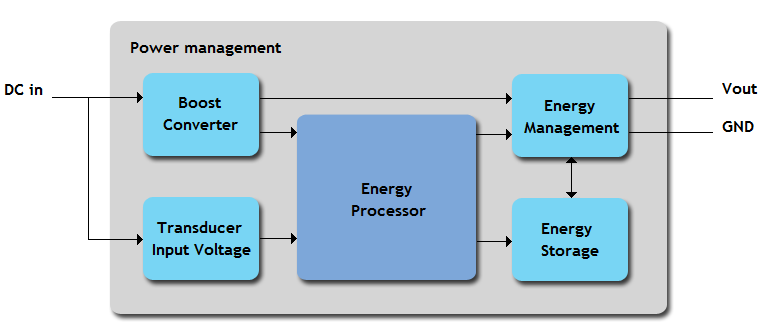 Power management
DC in
Boost
Converter
Energy
Management
Vout
GND
Energy
Processor
Transducer
Input Voltage
Energy
Storage